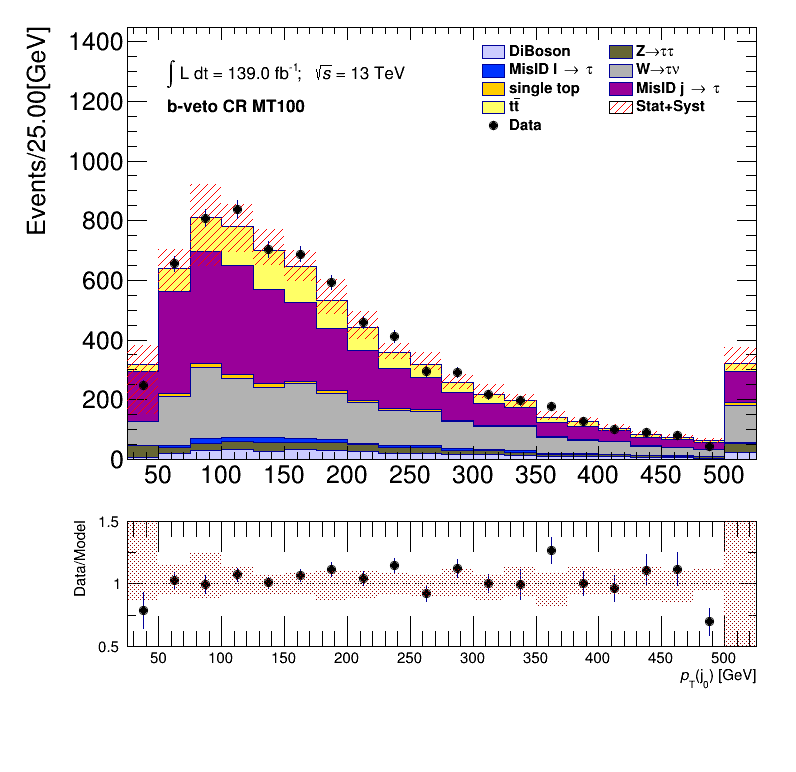 1400
1200
1000
800
600
400
200
0
Events/25.00[GeV]
∫ L dt = 139.0 fb⁻¹; √s = 13 TeV
b-veto CR MT100
DiBoson
MisID l → τ
single top
tt̄
Data
Z→ττ
W→τν
MisID j → τ
Stat+Syst
50 100 150 200 250 300 350 400 450 500
1.5
1
0.5
Data/Model
50 100 150 200 250 300 350 400 450 500
p_T(j_0) [GeV]